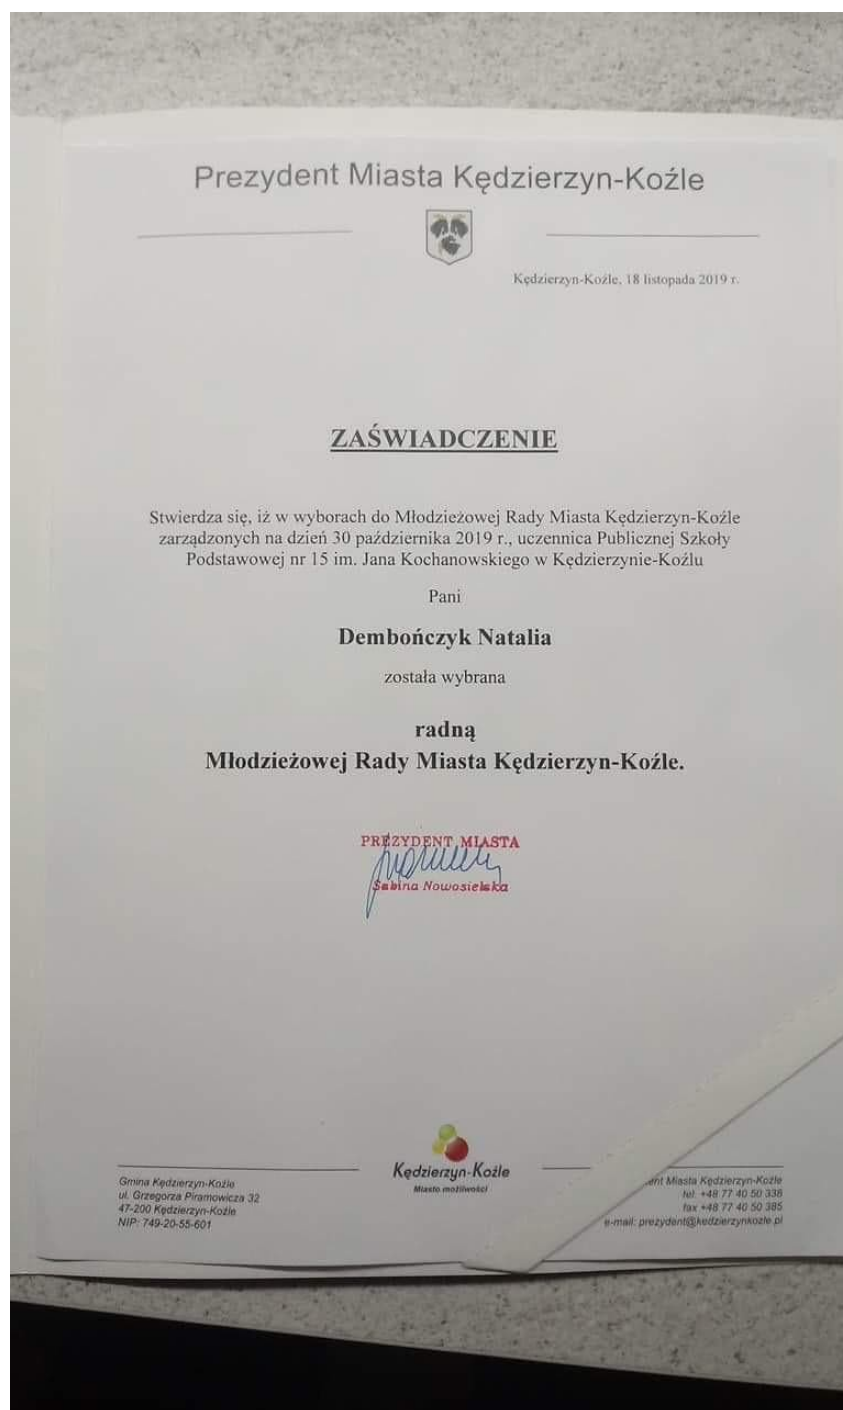 Prezydent Miasta Kędzierzyn-Koźle
Kędzierzyn-Koźle, 18 listopada 2019 r.
ZAŚWIADCZENIE
Stwierdza się, iż w wyborach do Młodzieżowej Rady Miasta Kędzierzyn-Koźle
zarządzonych na dzień 30 października 2019 r., uczennica Publicznej Szkoły
Podstawowej nr 15 im. Jana Kochanowskiego w Kędzierzynie-Koźlu
Pani
Dembończyk Natalia
została wybrana
radną
Młodzieżowej Rady Miasta Kędzierzyn-Koźle.
PREZYDENT MIASTA
Sabina Nowosielska
Gmina Kędzierzyn-Koźle
ul. Grzegorza Piramowicza 32
47-200 Kędzierzyn-Koźle
NIP: 749-20-55-601
Kędzierzyn-Koźle
Miasto możliwości
Miasta Kędzierzyn-Koźle
tel. +48 77 40 50 338
fax +48 77 40 50 385
e-mail: prezydent@kedzierzynkozle.pl